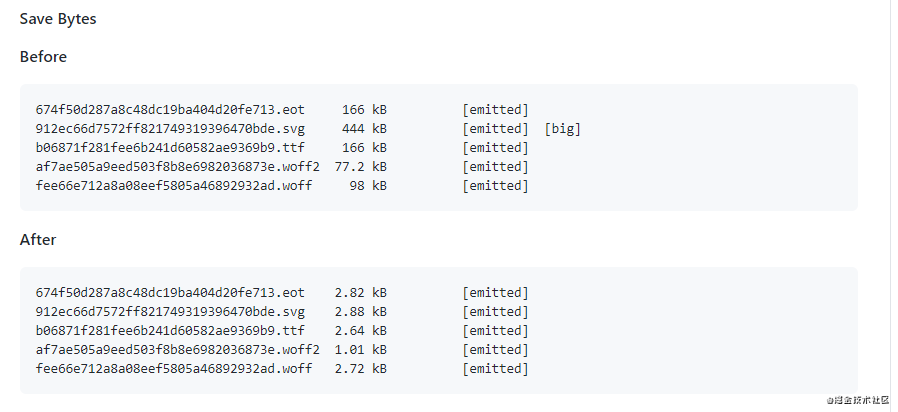 Save Bytes
Before
674f50d287a8c48dc19ba404d20fe713.eot     166 kB          [emitted]
912ec66d7572ff821749319396470bde.svg     444 kB          [emitted]  [big]
b06871f281fee6b241d60582ae9369b9.ttf     166 kB          [emitted]
af7ae505a9eed503f8b8e6982036873e.woff2  77.2 kB          [emitted]
fee66e712a8a08eef5805a46892932ad.woff     98 kB          [emitted]
After
674f50d287a8c48dc19ba404d20fe713.eot    2.82 kB          [emitted]
912ec66d7572ff821749319396470bde.svg    2.88 kB          [emitted]
b06871f281fee6b241d60582ae9369b9.ttf    2.64 kB          [emitted]
af7ae505a9eed503f8b8e6982036873e.woff2  1.01 kB          [emitted]
fee66e712a8a08eef5805a46892932ad.woff   2.72 kB          [emitted]
@掘金技术社区